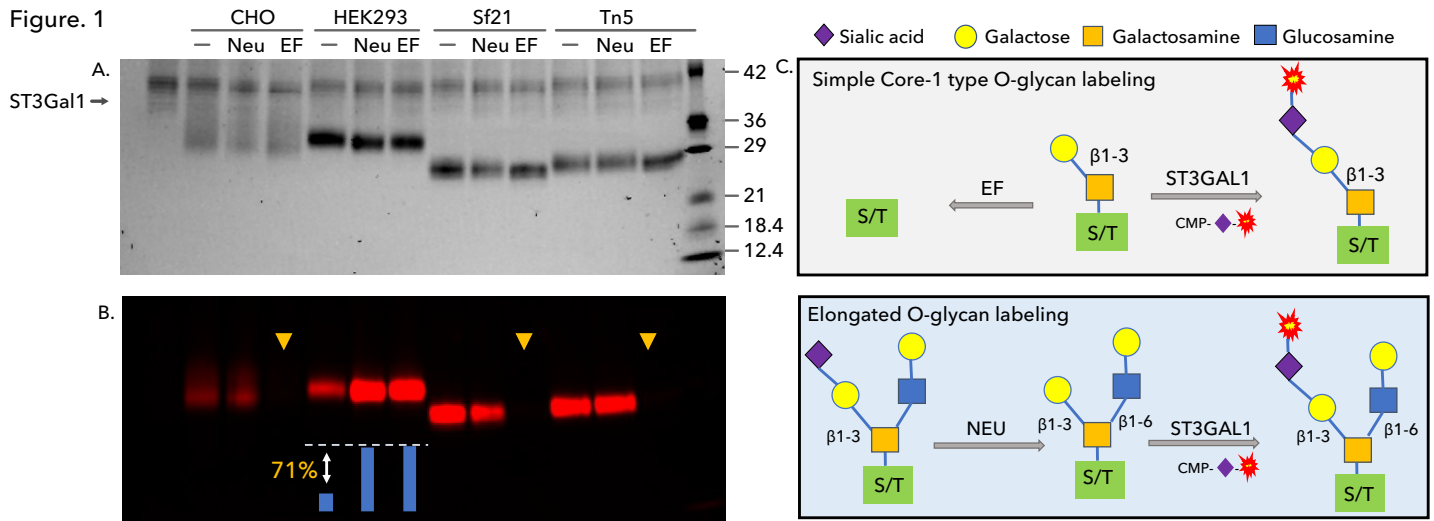 Figure. 1
CHO HEK293 Sf21 Tn5
– Neu EF – Neu EF – Neu EF – Neu EF
A.
ST3Gal1
42
36
29
21
18.4
12.4
B.
71%
C.
Sialic acid Galactose Galactosamine Glucosamine
Simple Core-1 type O-glycan labeling
β1-3
EF
S/T
S/T
ST3GAL1
CMP- -
β1-3
S/T
Elongated O-glycan labeling
β1-3
S/T
NEU
β1-3 β1-6
S/T
ST3GAL1
CMP- -
β1-3 β1-6
S/T